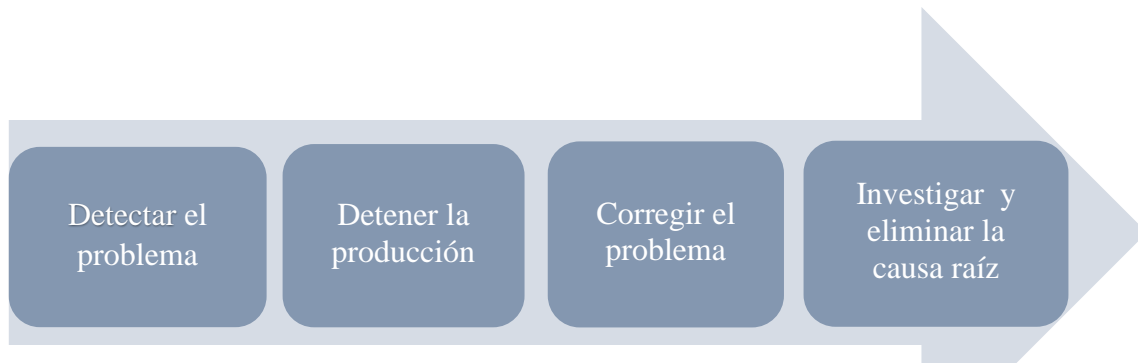 Detectar el
problema
Detener la
producción
Corregir el
problema
Investigar  y
eliminar la
causa raíz